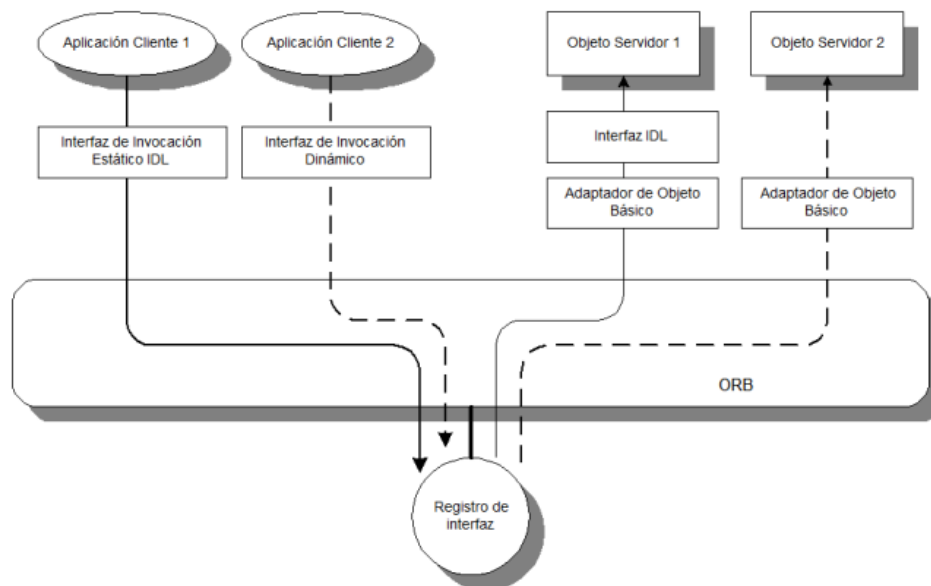 Aplicación Cliente 1
Aplicación Cliente 2
Objeto Servidor 1
Objeto Servidor 2
Interfaz de Invocación
Estático IDL
Interfaz de Invocación
Dinámico
Interfaz IDL
Adaptador de Objeto
Básico
Adaptador de Objeto
Básico
ORB
Registro de
interfaz